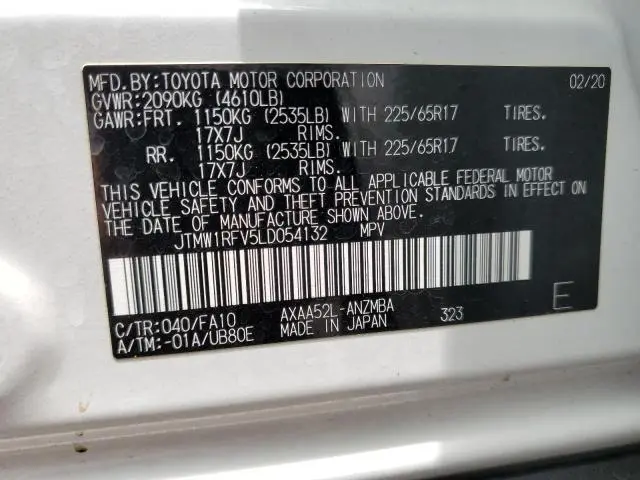 MFD.BY:TOYOTA MOTOR CORPORATION 02/20
GVWR:2090KG (4610LB)
GAWR:FRT. 1150KG (2535LB) WITH 225/65R17 TIRES.
17X7J RIMS.
RR. 1150KG (2535LB) WITH 225/65R17 TIRES.
17X7J RIMS.
THIS VEHICLE CONFORMS TO ALL APPLICABLE FEDERAL MOTOR
VEHICLE SAFETY AND THEFT PREVENTION STANDARDS IN EFFECT ON
THE DATE OF MANUFACTURE SHOWN ABOVE.
JTMW1RFV5LD054132 MPV
C/TR:040/FA10 AXAA52L-ANZMBA 323 E
A/TM:-01A/UB80E MADE IN JAPAN